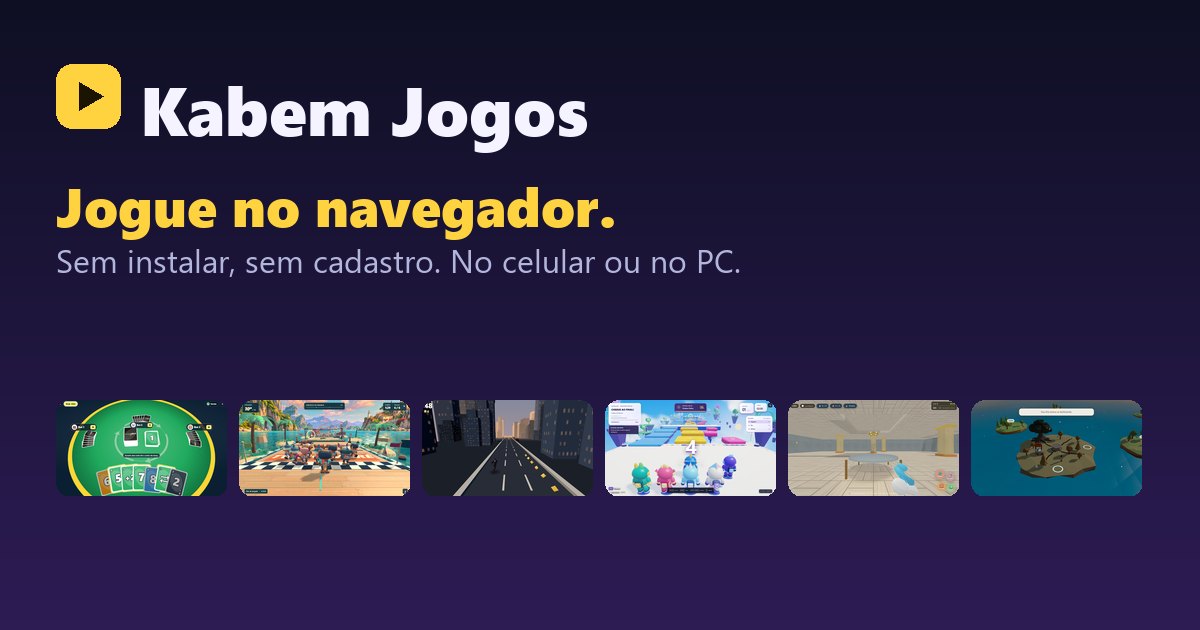 Kabem Jogos
Jogue no navegador.
Sem instalar, sem cadastro. No celular ou no PC.